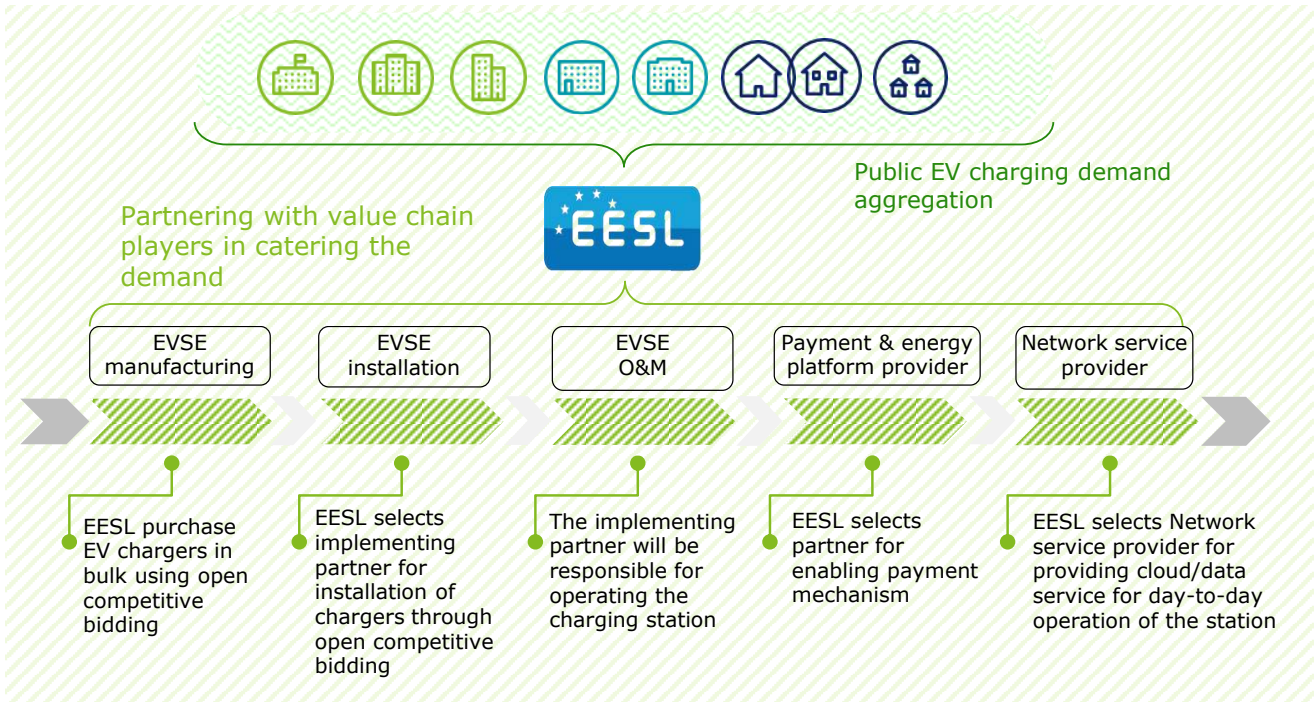 Public EV charging demand
aggregation
EESL
Partnering with value chain
players in catering the
demand
EVSE
manufacturing
EVSE
installation
EVSE
O&M
Payment & energy
platform provider
Network service
provider
EESL purchase
EV chargers in
bulk using open
competitive
bidding
EESL selects
implementing
partner for
installation of
chargers through
open competitive
bidding
The implementing
partner will be
responsible for
operating the
charging station
EESL selects
partner for
enabling payment
mechanism
EESL selects Network
service provider for
providing cloud/data
service for day-to-day
operation of the station